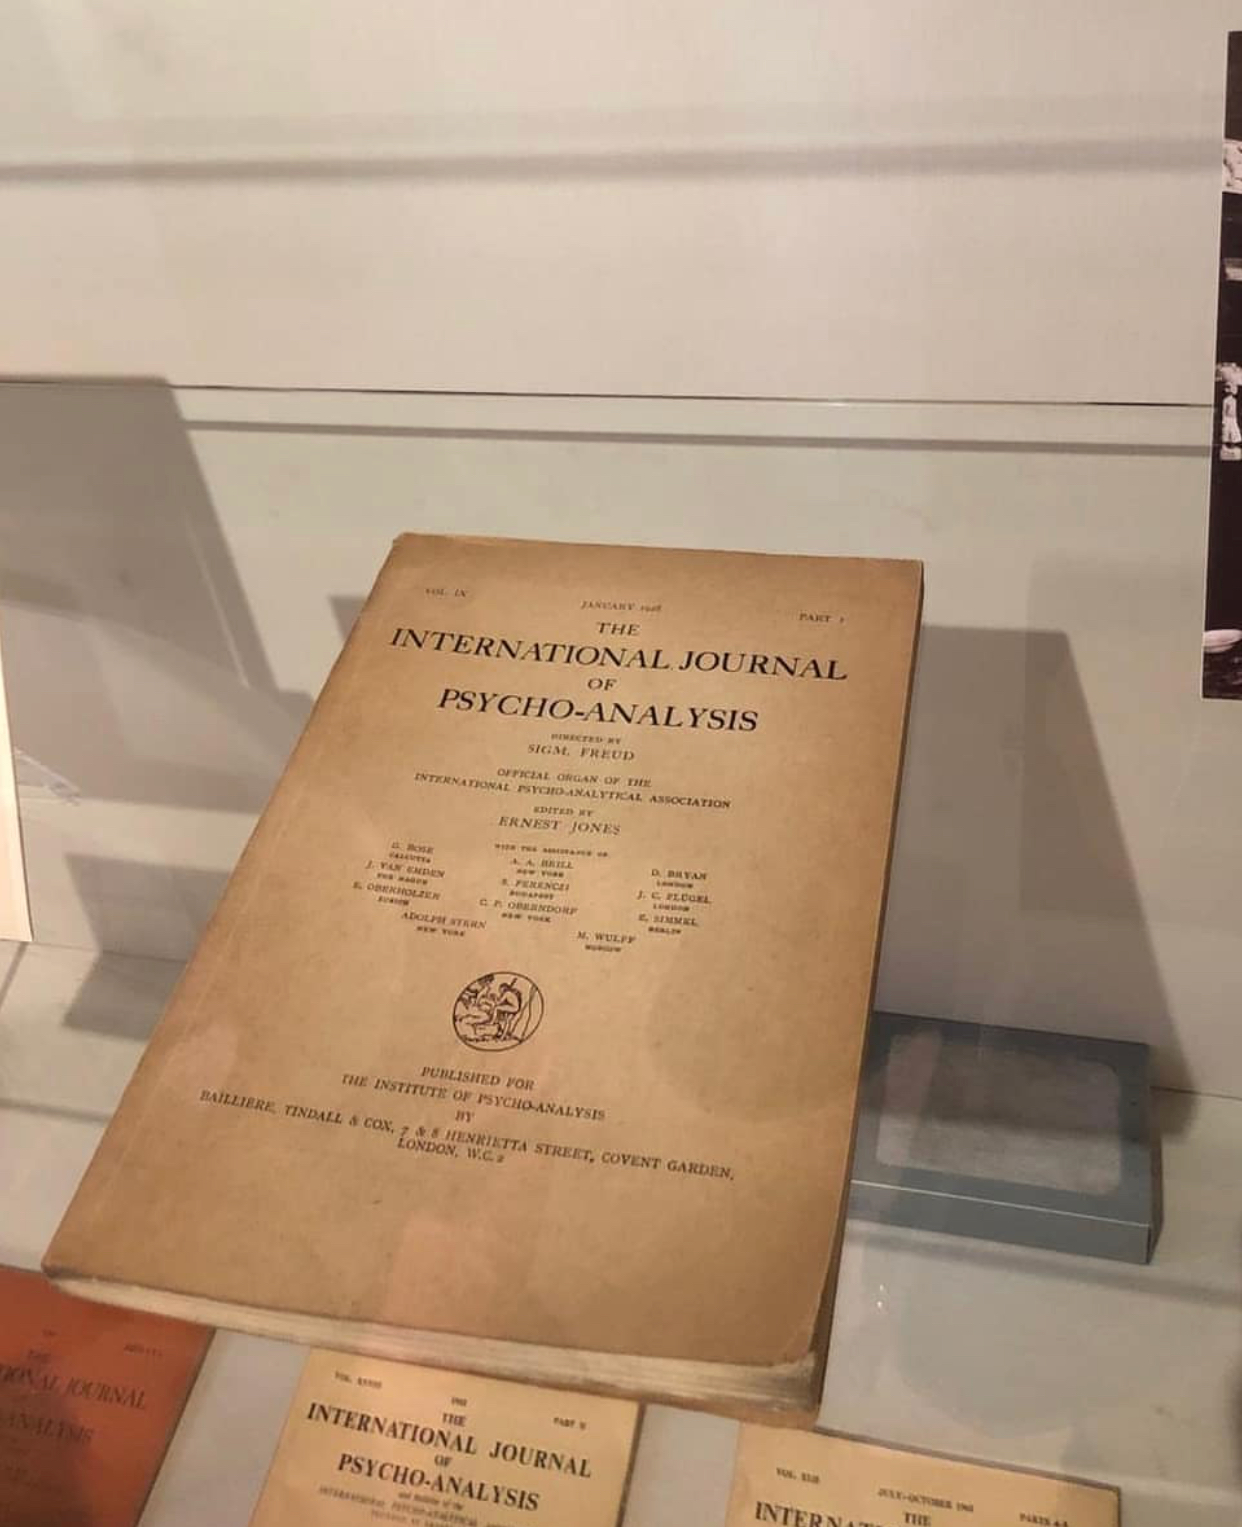 VOL. IX
JANUARY 1928
PART 1
THE
INTERNATIONAL JOURNAL
OF
PSYCHO-ANALYSIS
DIRECTED BY
SIGM. FREUD
OFFICIAL ORGAN OF THE
INTERNATIONAL PSYCHO-ANALYTICAL ASSOCIATION
EDITED BY
ERNEST JONES
WITH THE ASSISTANCE OF
G. BOSE
CALCUTTA
J. VAN EMDEN
THE HAGUE
E. OBERHOLZER
ZURICH
A. A. BRILL
NEW YORK
S. FERENCZI
BUDAPEST
C. P. OBERNDORF
NEW YORK
D. BRYAN
LONDON
J. C. FLÜGEL
LONDON
E. SIMMEL
BERLIN
ADOLPH STERN
NEW YORK
M. WULFF
MOSCOW
PUBLISHED FOR
THE INSTITUTE OF PSYCHO-ANALYSIS
BY
BAILLIERE, TINDALL & COX, 7 & 8 HENRIETTA STREET, COVENT GARDEN,
LONDON, W.C. 2
THE
IONAL JOURNAL
ANALYSIS
THE
INTERNATIONAL JOURNAL
OF
PSYCHO-ANALYSIS
JULY-OCTOBER
THE